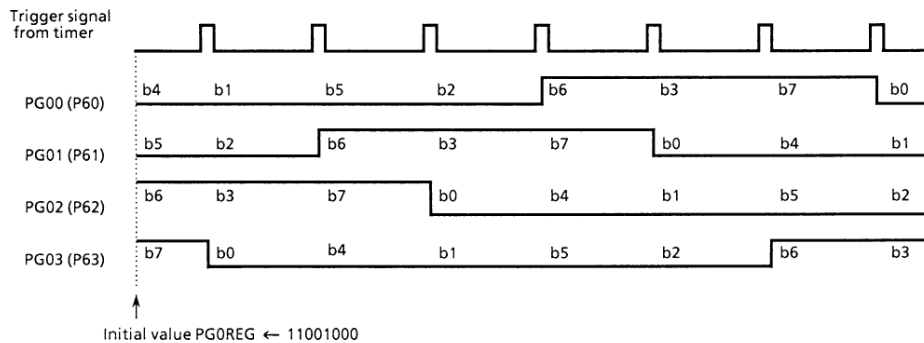 Trigger signal
from timer
PG00 (P60)
b4 b1 b5 b2 b6 b3 b7 b0
PG01 (P61)
b5 b2 b6 b3 b7 b0 b4 b1
PG02 (P62)
b6 b3 b7 b0 b4 b1 b5 b2
PG03 (P63)
b7 b0 b4 b1 b5 b2 b6 b3
Initial value PG0REG ← 11001000